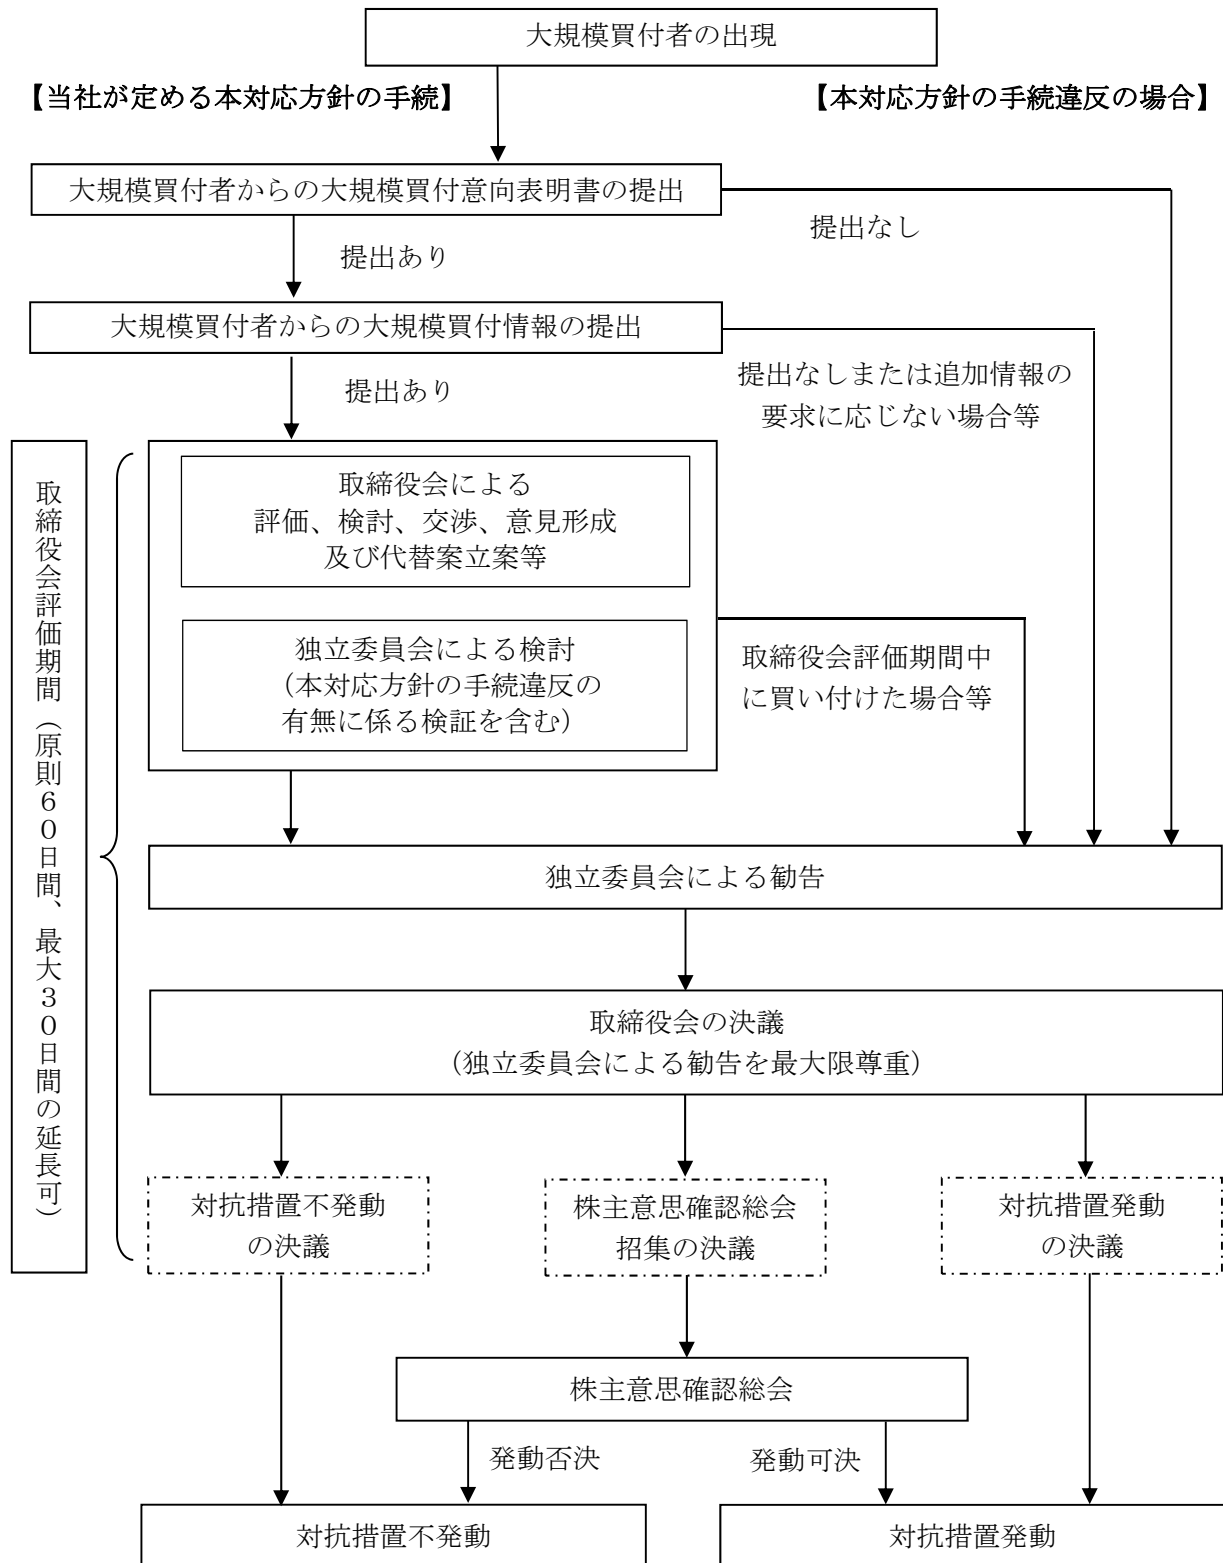 大規模買付者の出現
【当社が定める本対応方針の手続】
【本対応方針の手続違反の場合】
大規模買付者からの大規模買付意向表明書の提出
提出なし
提出あり
大規模買付者からの大規模買付情報の提出
提出なしまたは追加情報の
要求に応じない場合等
提出あり
取締役会評価期間（原則６０日間、最大３０日間の延長可）
取締役会による
評価、検討、交渉、意見形成
及び代替案立案等
独立委員会による検討
（本対応方針の手続違反の
有無に係る検証を含む）
取締役会評価期間中
に買い付けた場合等
独立委員会による勧告
取締役会の決議
（独立委員会による勧告を最大限尊重）
対抗措置不発動
の決議
株主意思確認総会
招集の決議
対抗措置発動
の決議
株主意思確認総会
発動否決
発動可決
対抗措置不発動
対抗措置発動